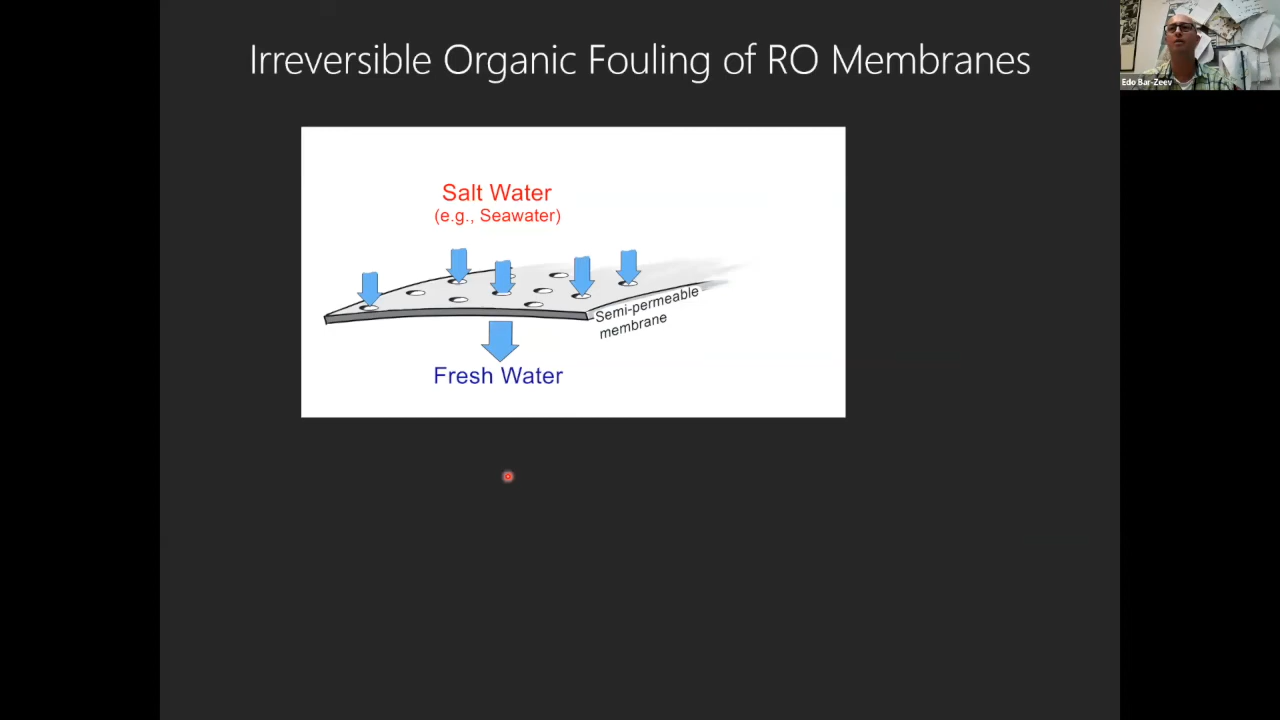 Irreversible Organic Fouling of RO Membranes
Edo Bar-Zeev
Salt Water
(e.g., Seawater)
Semi-permeable
membrane
Fresh Water